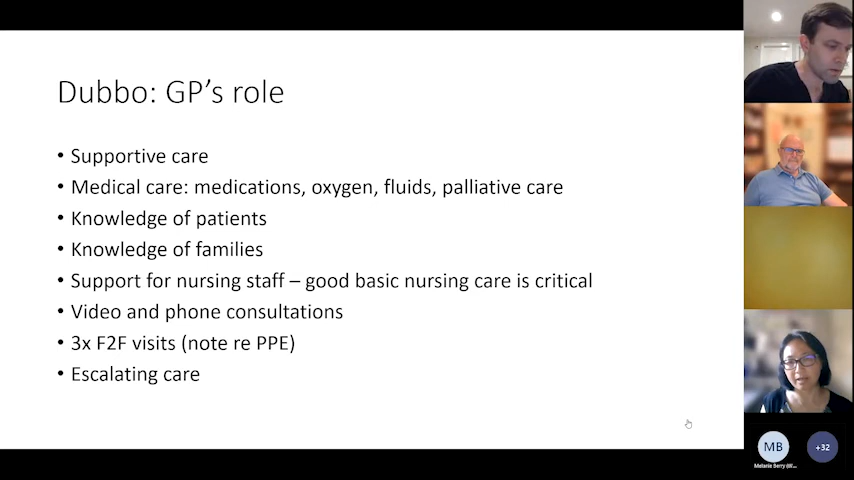 Dubbo: GP's role
• Supportive care
• Medical care: medications, oxygen, fluids, palliative care
• Knowledge of patients
• Knowledge of families
• Support for nursing staff – good basic nursing care is critical
• Video and phone consultations
• 3x F2F visits (note re PPE)
• Escalating care
MB
+32
Melanie Berry